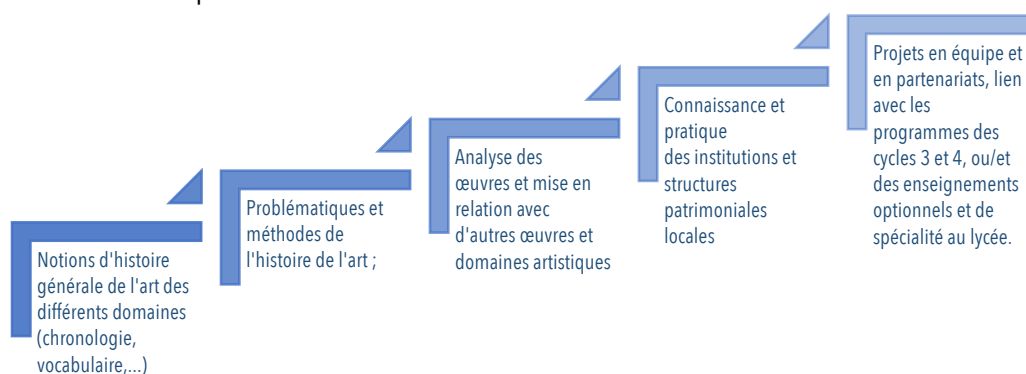 Notions d'histoire
générale de l'art des
différents domaines
(chronologie,
vocabulaire,...)
Problématiques et
méthodes de
l'histoire de l'art ;
Analyse des
œuvres et mise en
relation avec
d'autres œuvres et
domaines artistiques
Connaissance et
pratique
des institutions et
structures
patrimoniales
locales
Projets en équipe et
en partenariats, lien
avec les
programmes des
cycles 3 et 4, ou/et
des enseignements
optionnels et de
spécialité au lycée.